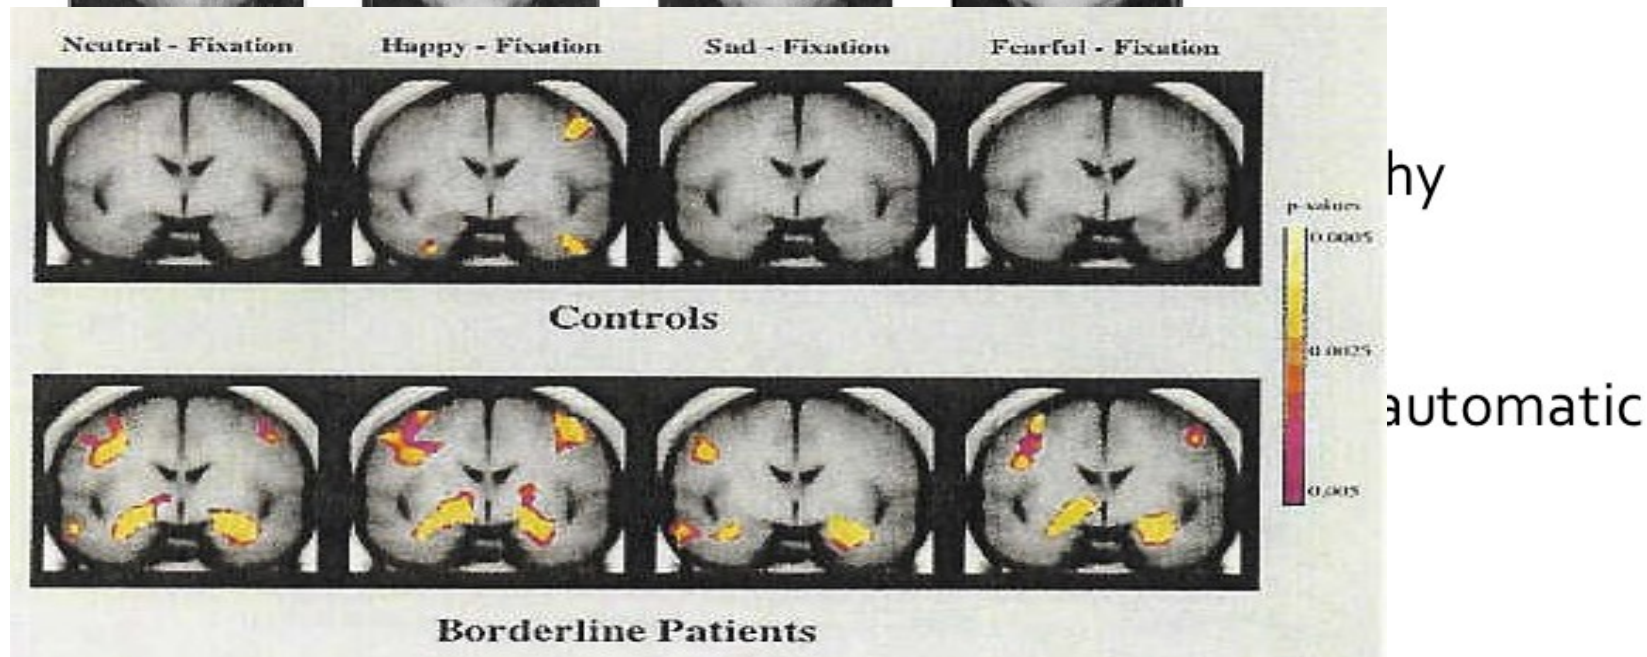 Neutral - Fixation Happy - Fixation Sad - Fixation Fearful - Fixation
hy
p-values
0.0005
Controls
0.0025
automatic
0.005
Borderline Patients